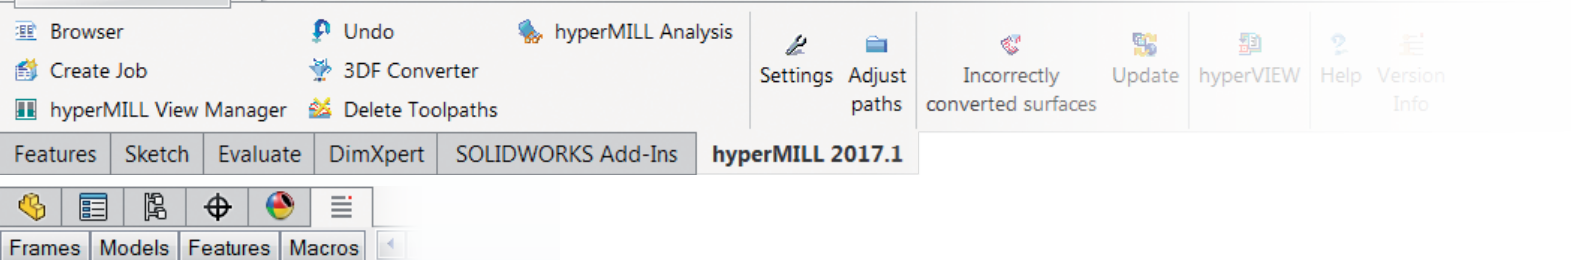 Browser Undo hyperMILL Analysis
Create Job 3DF Converter Settings Adjust paths Incorrectly converted surfaces Update hyperVIEW Help Version Info
hyperMILL View Manager Delete Toolpaths
Features Sketch Evaluate DimXpert SOLIDWORKS Add-Ins hyperMILL 2017.1
Frames Models Features Macros